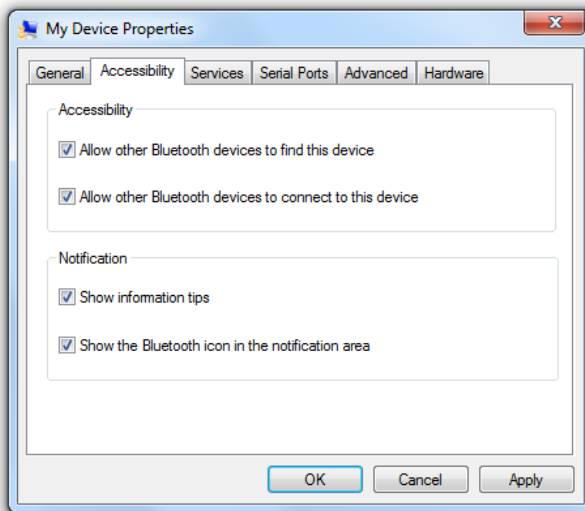 My Device Properties
General Accessibility Services Serial Ports Advanced Hardware
Accessibility
Allow other Bluetooth devices to find this device
Allow other Bluetooth devices to connect to this device
Notification
Show information tips
Show the Bluetooth icon in the notification area
OK Cancel Apply